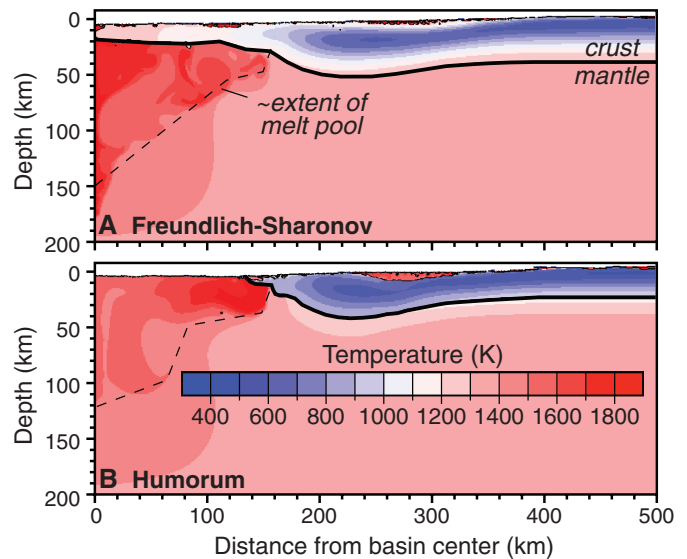 0
50
100
150
200
Depth (km)
crust
mantle
~extent of
melt pool
A Freundlich-Sharonov
0
50
100
150
200
Depth (km)
Temperature (K)
400 600 800 1000 1200 1400 1600 1800
B Humorum
0 100 200 300 400 500
Distance from basin center (km)